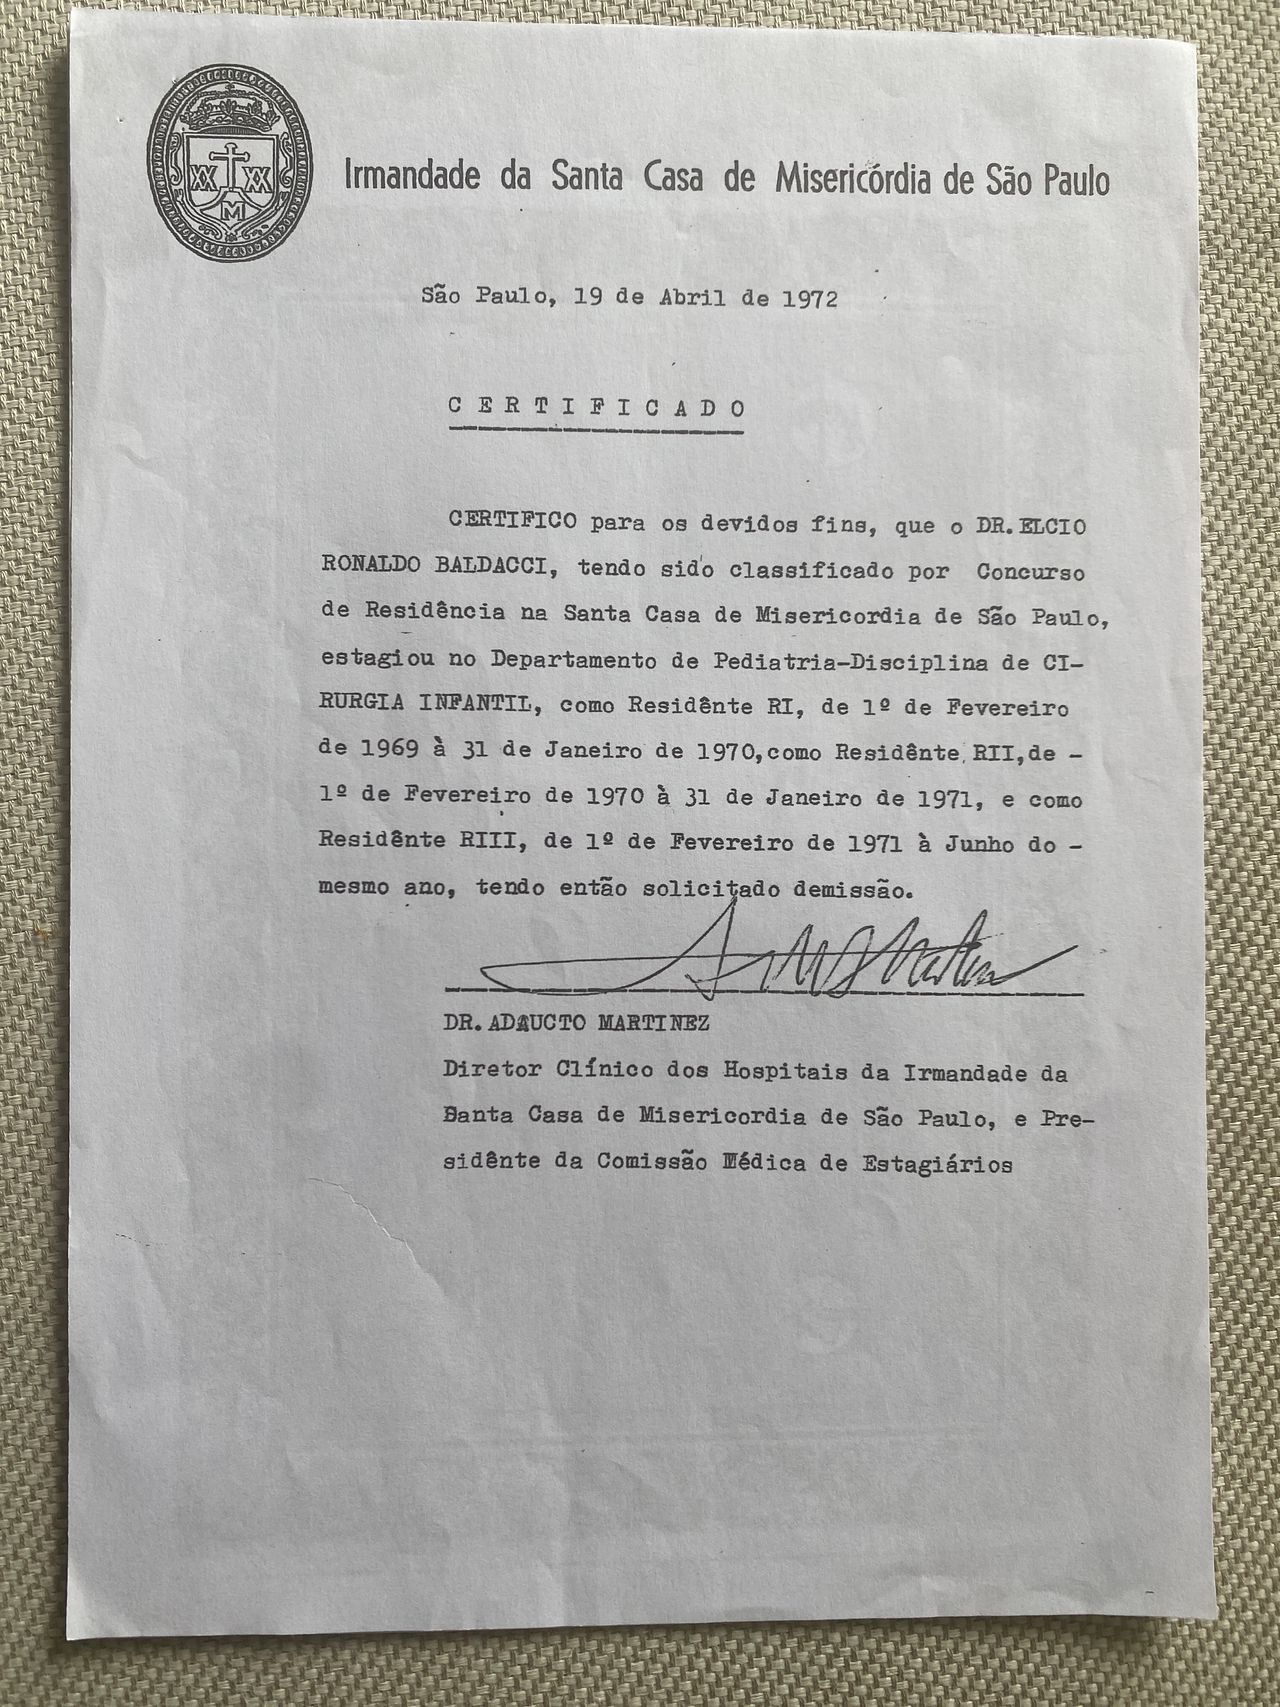 Irmandade da Santa Casa de Misericórdia de São Paulo
XX XX
M
São Paulo, 19 de Abril de 1972
C E R T I F I C A D O
CERTIFICO para os devidos fins, que o DR. ELCIO
RONALDO BALDACCI, tendo sido classificado por Concurso
de Residência na Santa Casa de Misericordia de São Paulo,
estagiou no Departamento de Pediatria-Disciplina de CI-
RURGIA INFANTIL, como Residênte RI, de 1º de Fevereiro
de 1969 à 31 de Janeiro de 1970,como Residênte RII,de -
1º de Fevereiro de 1970 à 31 de Janeiro de 1971, e como
Residênte RIII, de 1º de Fevereiro de 1971 à Junho do -
mesmo ano, tendo então solicitado demissão.
DR. ADAUCTO MARTINEZ
Diretor Clínico dos Hospitais da Irmandade da
Santa Casa de Misericordia de São Paulo, e Pre-
sidênte da Comissão Médica de Estagiários